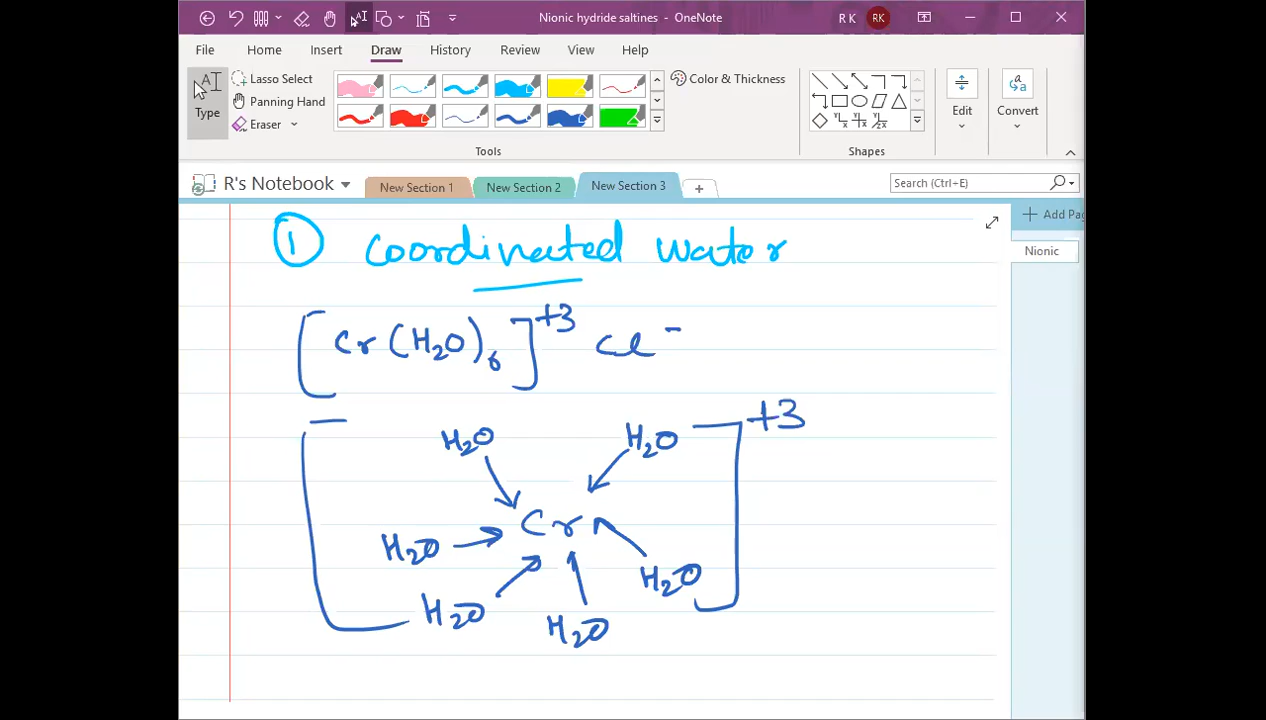 Nionic hydride saltines - OneNote
R K
RK
File Home Insert Draw History Review View Help
Type
Lasso Select
Panning Hand
Eraser
Tools
Color & Thickness
Shapes
Edit
Convert
R's Notebook
New Section 1
New Section 2
New Section 3
Search (Ctrl+E)
Add Pag
Nionic
① Coordinated water
[Cr(H₂O)₆]⁺³ Cl⁻
H₂O H₂O +3
Cr
H₂O
H₂O
H₂O
H₂O